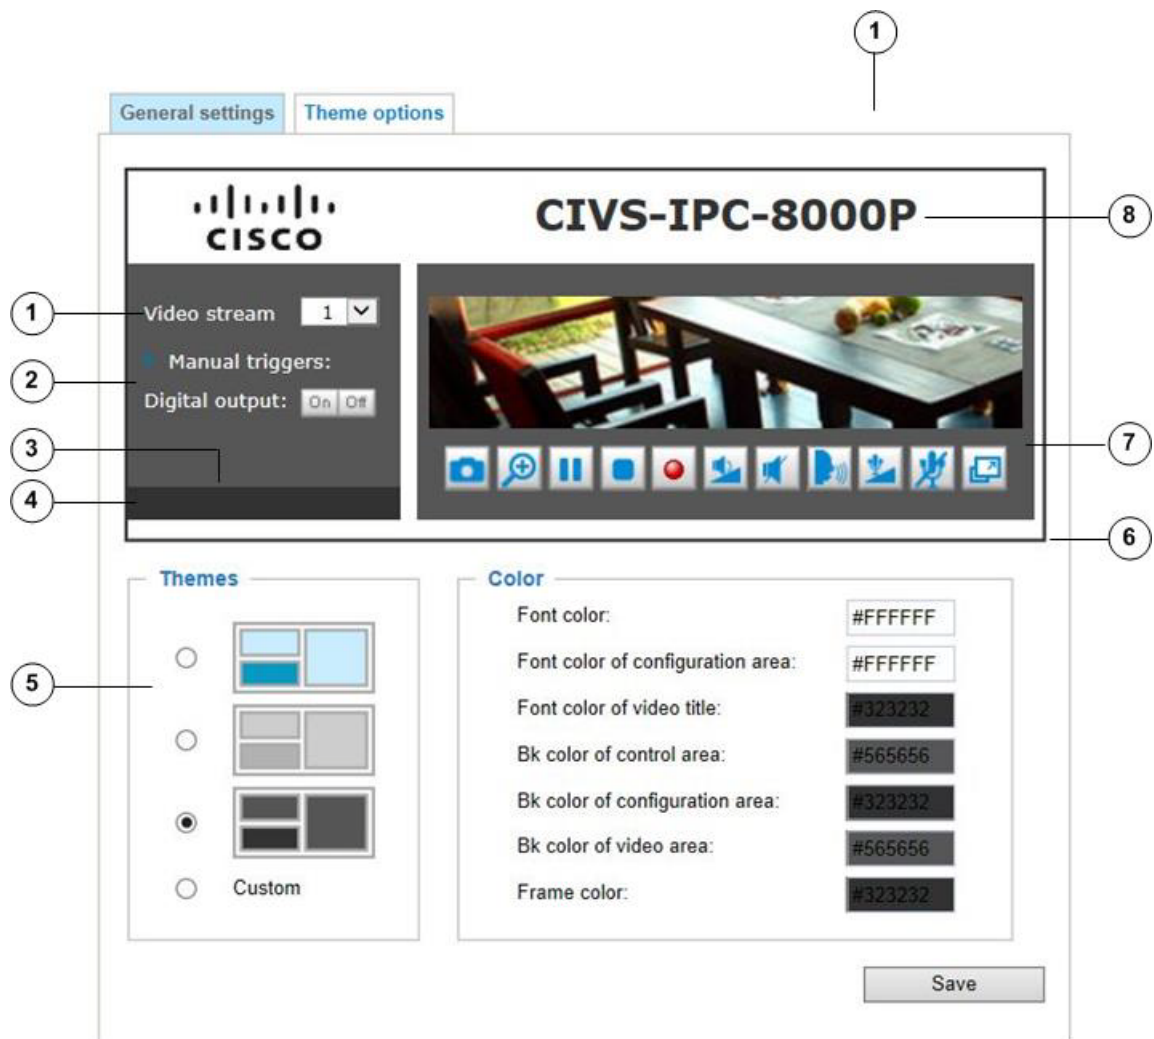 1
General settings
Theme options
CISCO
CIVS-IPC-8000P
8
1
Video stream 1
2
Manual triggers:
Digital output: On Off
3
4
7
6
Themes
Color
Font color: #FFFFFF
Font color of configuration area: #FFFFFF
5
Font color of video title: #323232
Bk color of control area: #565656
Bk color of configuration area: #323232
Bk color of video area: #565656
Custom
Frame color: #323232
Save